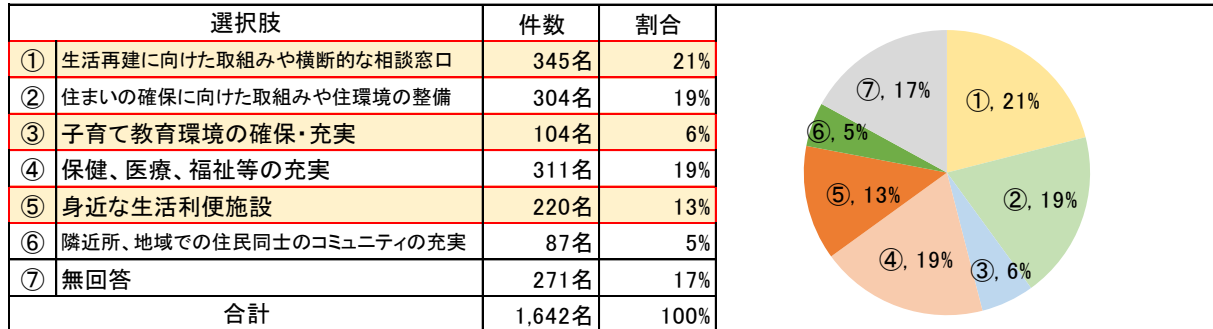 選択肢 件数 割合
① 生活再建に向けた取組みや横断的な相談窓口 345名 21%
② 住まいの確保に向けた取組みや住環境の整備 304名 19%
③ 子育て教育環境の確保・充実 104名 6%
④ 保健、医療、福祉等の充実 311名 19%
⑤ 身近な生活利便施設 220名 13%
⑥ 隣近所、地域での住民同士のコミュニティの充実 87名 5%
⑦ 無回答 271名 17%
合計 1,642名 100%
①, 21%
②, 19%
③, 6%
④, 19%
⑤, 13%
⑥, 5%
⑦, 17%